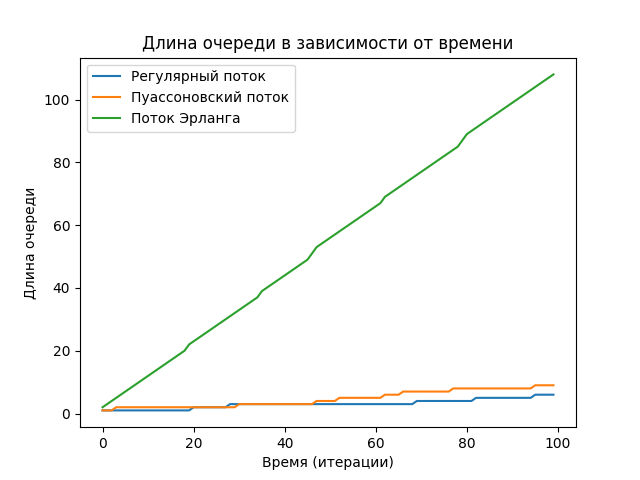 Длина очереди в зависимости от времени
Регулярный поток
Пуассоновский поток
Поток Эрланга
Длина очереди
100
80
60
40
20
0
0 20 40 60 80 100
Время (итерации)